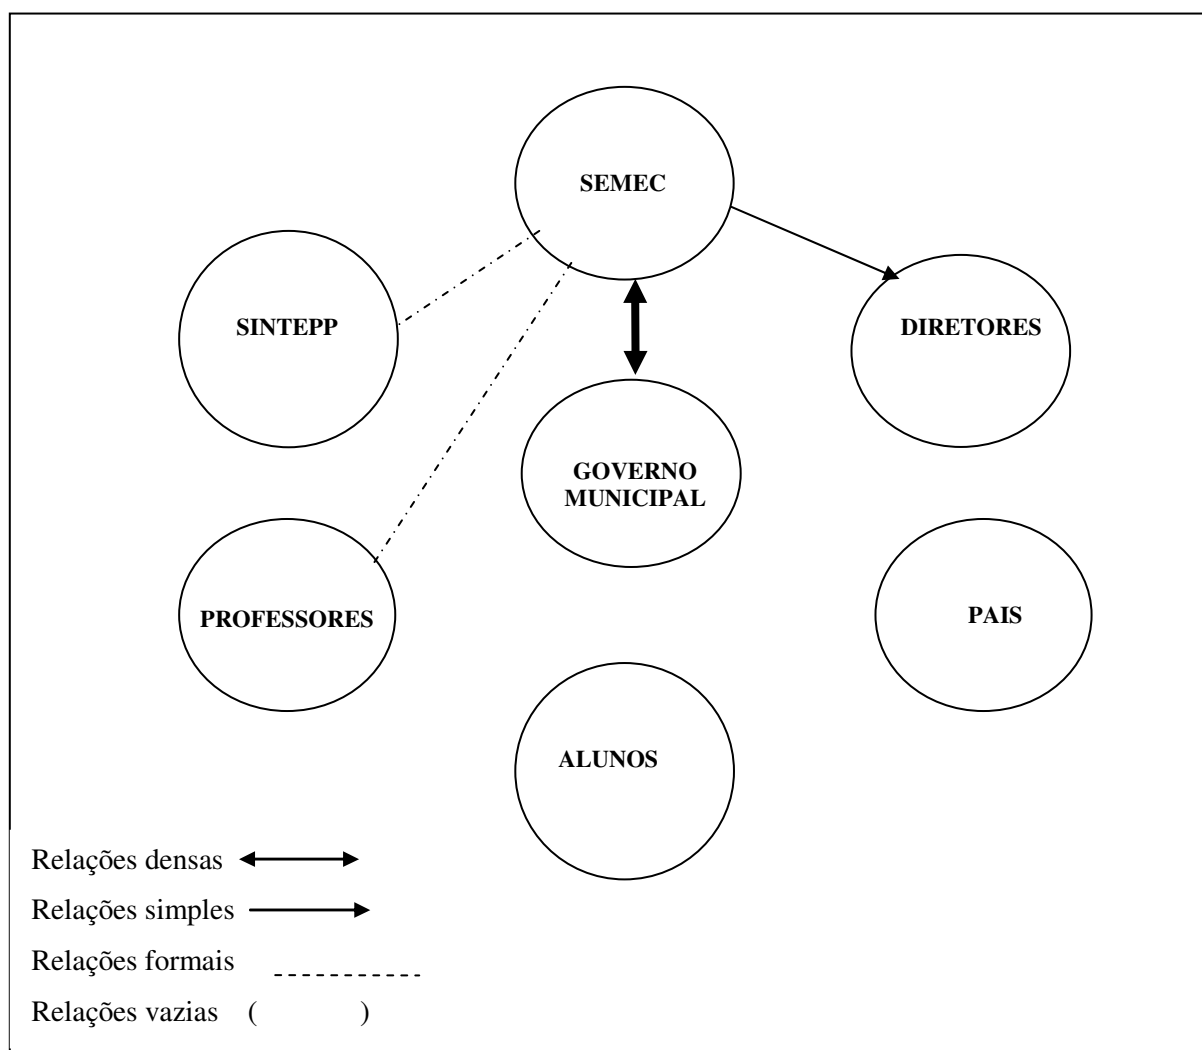 SEMEC
SINTEPP
DIRETORES
GOVERNO
MUNICIPAL
PROFESSORES
PAIS
ALUNOS
Relações densas
Relações simples
Relações formais
Relações vazias ( )